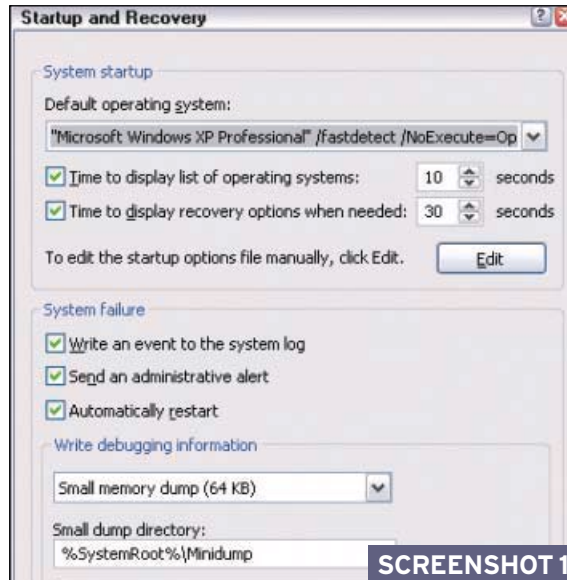 Startup and Recovery
System startup
Default operating system:
"Microsoft Windows XP Professional" /fastdetect /NoExecute=Op
Time to display list of operating systems: 10 seconds
Time to display recovery options when needed: 30 seconds
To edit the startup options file manually, click Edit. Edit
System failure
Write an event to the system log
Send an administrative alert
Automatically restart
Write debugging information
Small memory dump (64 KB)
Small dump directory:
%SystemRoot%\Minidump
SCREENSHOT 1